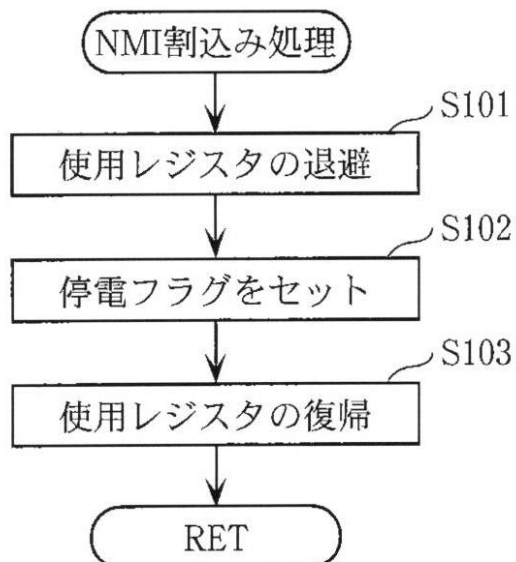 NMI割込み処理
S101
使用レジスタの退避
S102
停電フラグをセット
S103
使用レジスタの復帰
RET